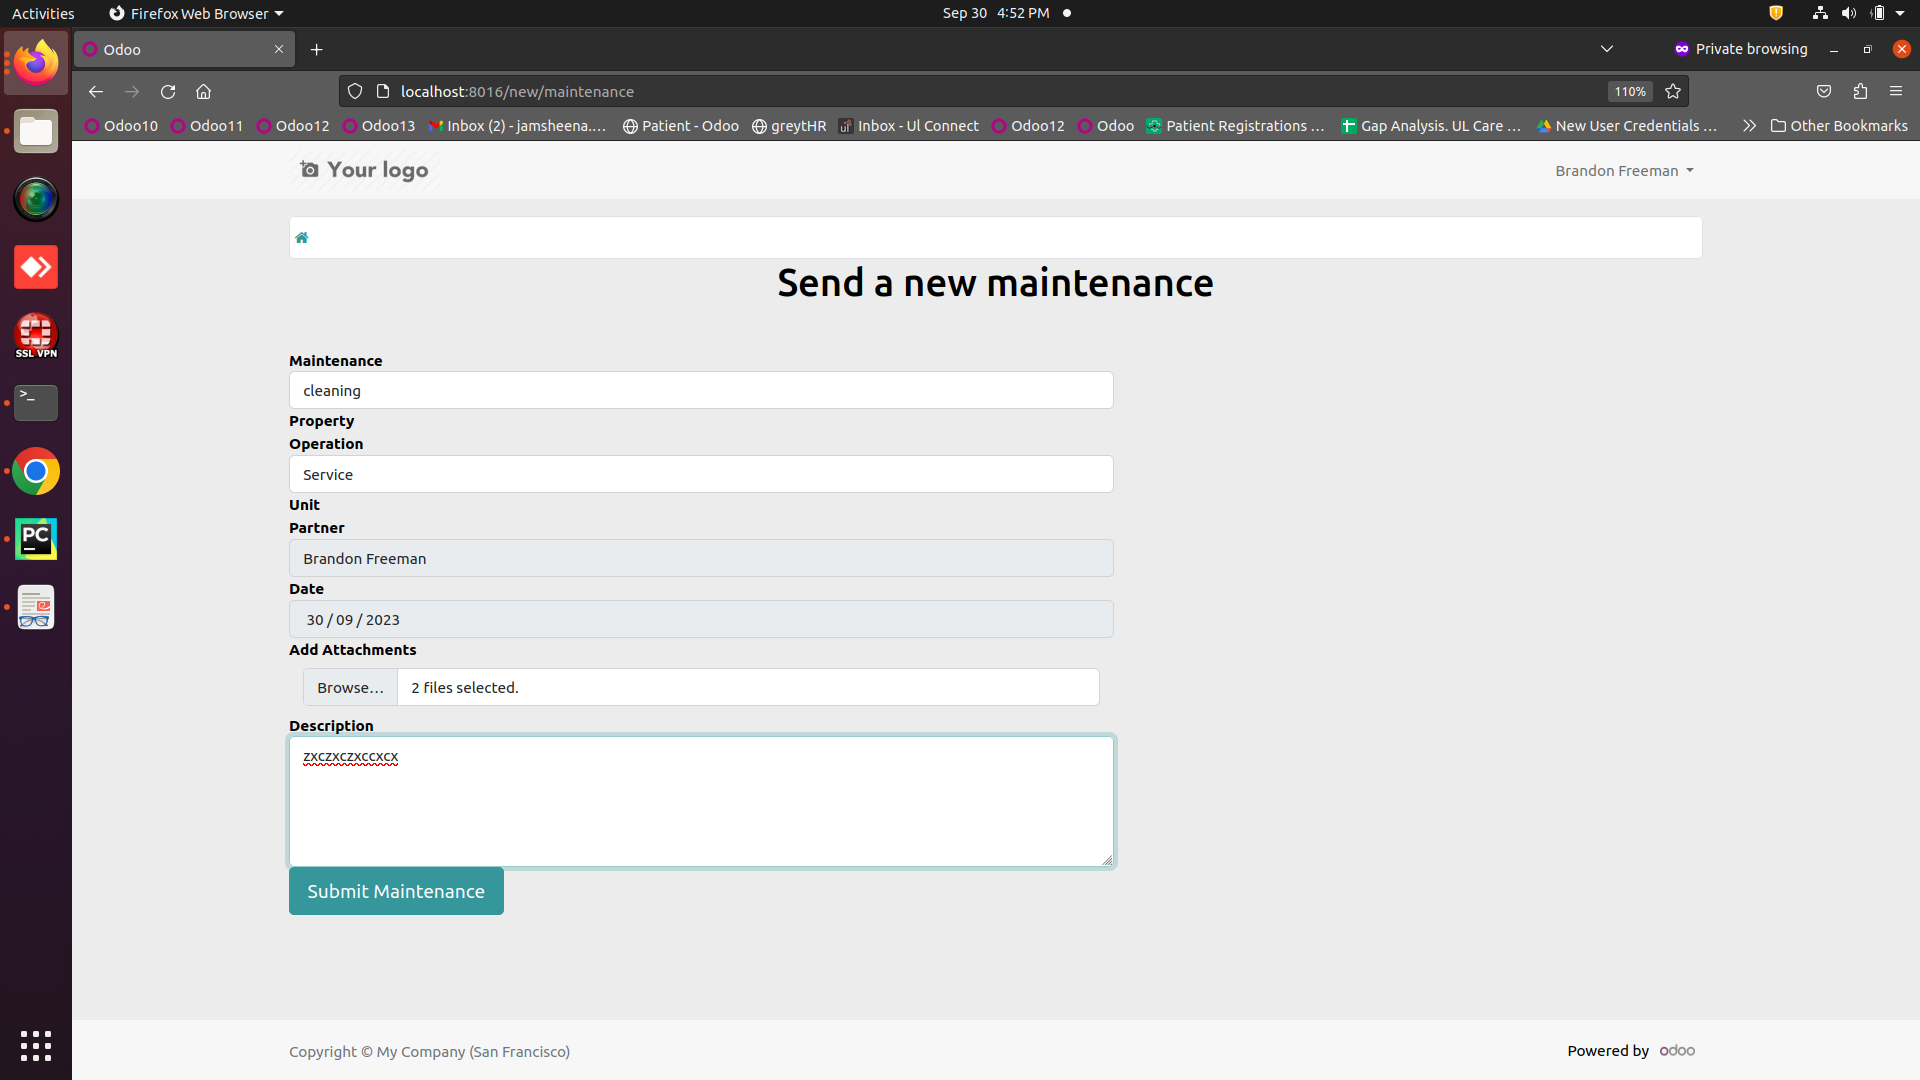 Activities
Firefox Web Browser
Sep 30 4:52 PM
Odoo
Private browsing
localhost:8016/new/maintenance
110%
Odoo10 Odoo11 Odoo12 Odoo13 Inbox (2) - jamsheena.... Patient - Odoo greytHR Inbox - Ul Connect Odoo12 Odoo Patient Registrations ... Gap Analysis. UL Care ... New User Credentials ... Other Bookmarks
Your logo
Brandon Freeman
Send a new maintenance
Maintenance
cleaning
Property
Operation
Service
Unit
Partner
Brandon Freeman
Date
30 / 09 / 2023
Add Attachments
Browse... 2 files selected.
Description
zxczxczxccxcx
Submit Maintenance
SSL VPN
>_
PC
Copyright © My Company (San Francisco)
Powered by odoo